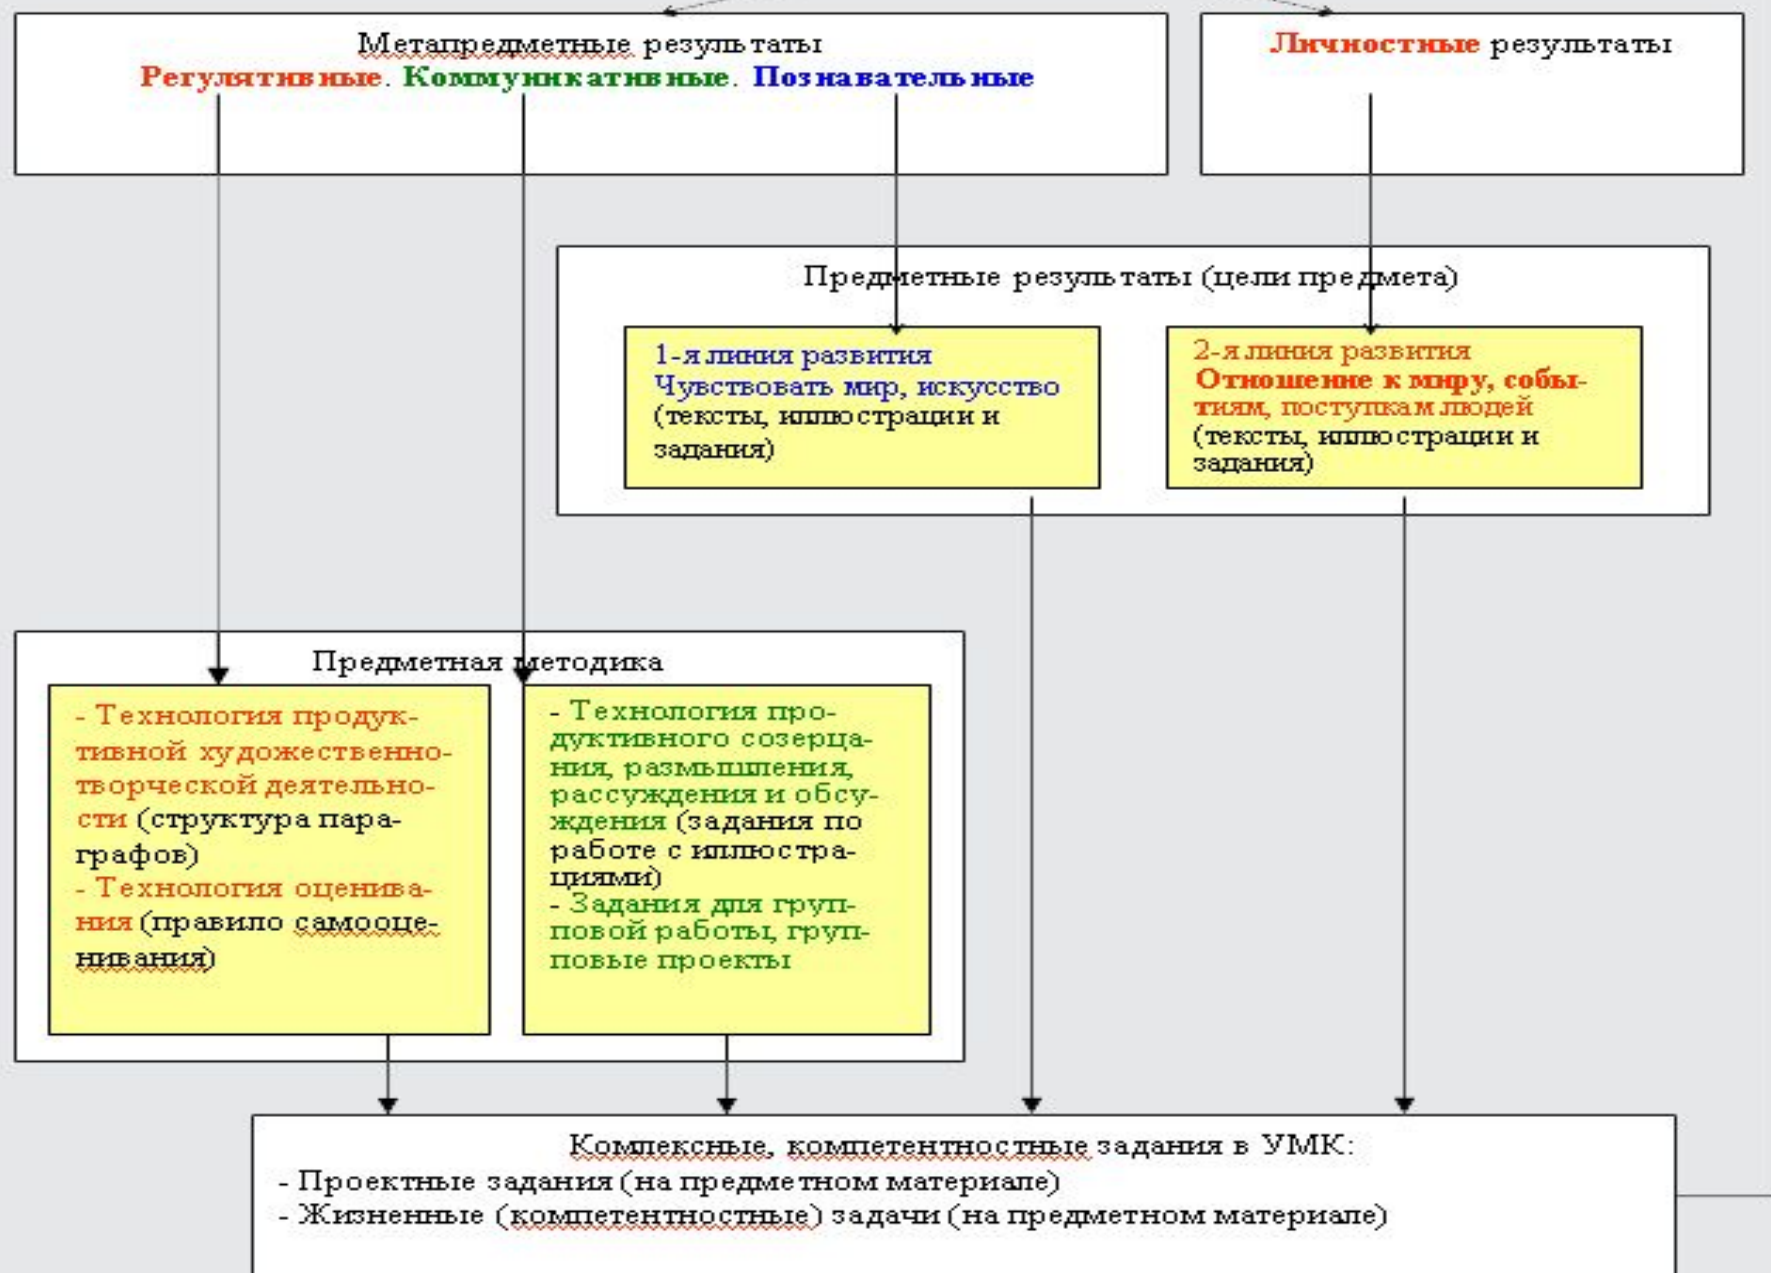 Метапредметные результаты
Регулятивные. Коммуникативные. Познавательные
Личностные результаты
Предметные результаты (цели предмета)
1-я линия развития
Чувствовать мир, искусство
(тексты, иллюстрации и
задания)
2-я линия развития
Отношение к миру, собы-
тиям, поступкам людей
(тексты, иллюстрации и
задания)
Предметная методика
- Технология продук-
тивной художественно-
творческой деятельно-
сти (структура пара-
графов)
- Технология оценива-
ния (правило самооце-
нивания)
- Технология про-
дуктивного созерца-
ния, размышления,
рассуждения и обсу-
ждения (задания по
работе с иллюстра-
циями)
- Задания для груп-
повой работы, груп-
повые проекты
Компексные, компетентностные задания в УМК:
- Проектные задания (на предметном материале)
- Жизненные (компетентностные) задачи (на предметном материале)